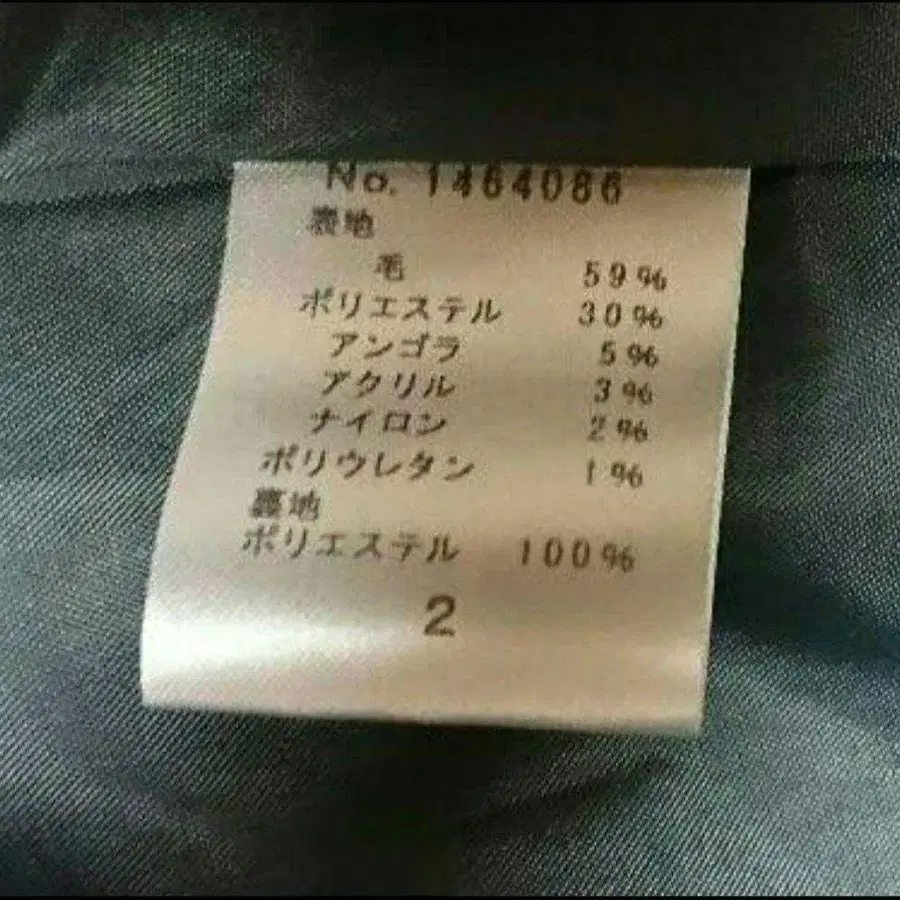 No. 1464086
表地
毛 59%
ポリエステル 30%
アンゴラ 5%
アクリル 3%
ナイロン 2%
ポリウレタン 1%
裏地
ポリエステル 100%
2